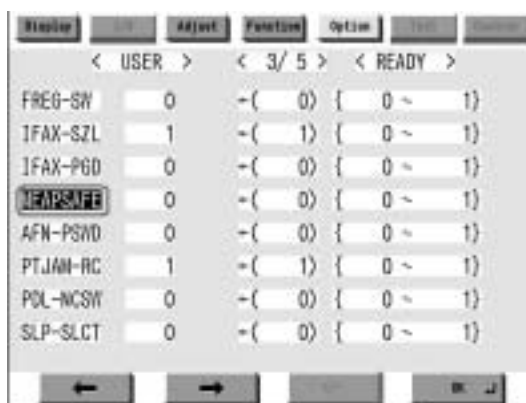 Display Adjust Function Option
< USER > < 3/ 5 > < READY >
FREG-SW 0 ←( 0) { 0 ~ 1}
IFAX-SZL 1 ←( 1) { 0 ~ 1}
IFAX-PGD 0 ←( 0) { 0 ~ 1}
MEAPSAFE 0 ←( 0) { 0 ~ 1}
AFN-PSWD 0 ←( 0) { 0 ~ 1}
PTJAM-RC 1 ←( 1) { 0 ~ 1}
PDL-NCSW 0 ←( 0) { 0 ~ 1}
SLP-SLCT 0 ←( 0) { 0 ~ 1}
← → OK ↵